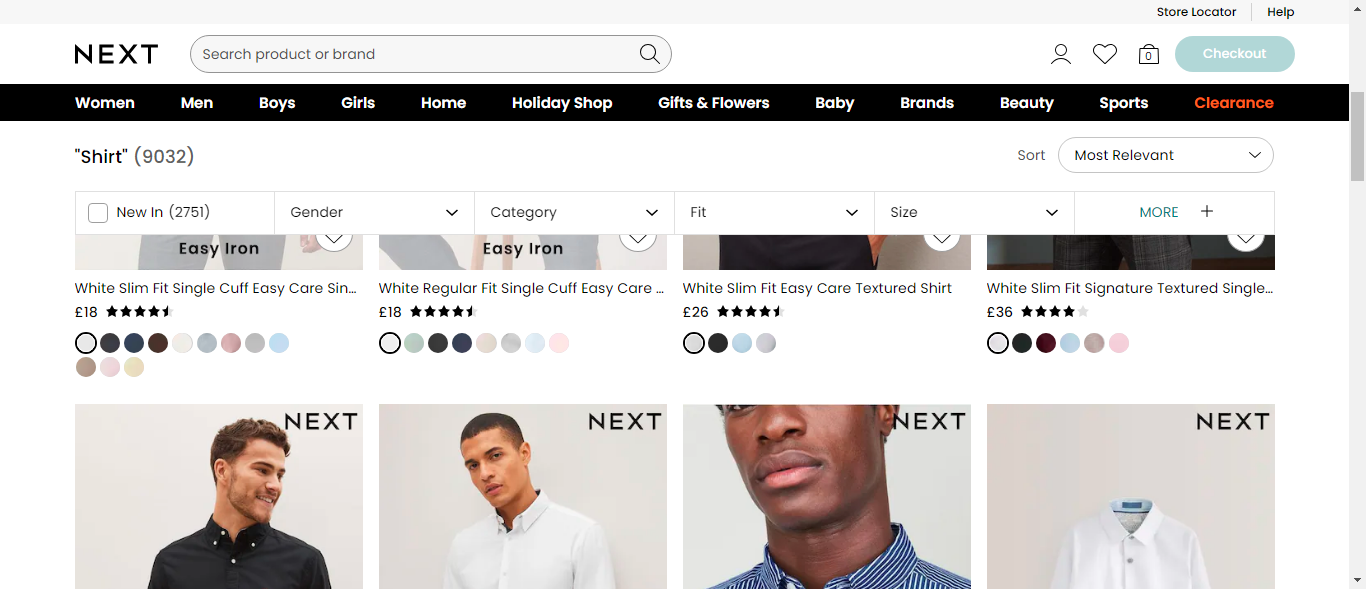 Store Locator
Help
NEXT
Search product or brand
0
Checkout
Women Men Boys Girls Home Holiday Shop Gifts & Flowers Baby Brands Beauty Sports Clearance
"Shirt" (9032)
Sort
Most Relevant
New In (2751)
Gender
Category
Fit
Size
MORE +
Easy Iron
Easy Iron
White Slim Fit Single Cuff Easy Care Sin...
£18
White Regular Fit Single Cuff Easy Care ...
£18
White Slim Fit Easy Care Textured Shirt
£26
White Slim Fit Signature Textured Single...
£36
NEXT
NEXT
NEXT
NEXT